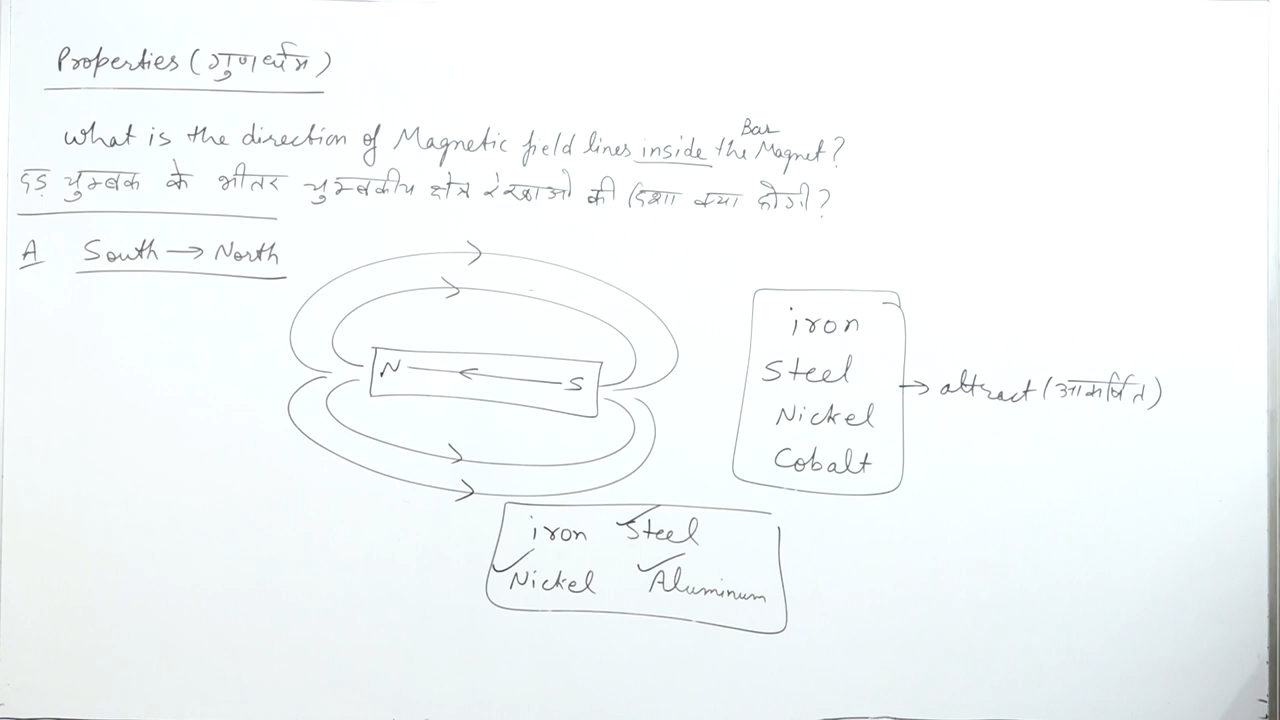 Properties (गुणधर्म)
What is the direction of Magnetic field lines inside the Bar Magnet?
दंड चुम्बक के भीतर चुम्बकीय क्षेत्र रेखाओ की दिशा क्या होगी?
A South → North
N S
iron
Steel
Nickel
Cobalt
→ attract (आकर्षित)
iron Steel
Nickel Aluminum